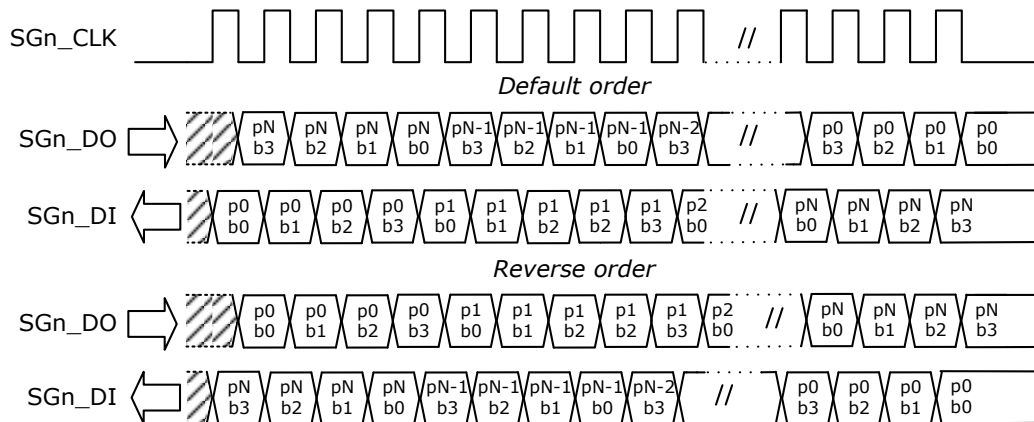 SGn_CLK //
Default order
pN pN pN pN pN-1 pN-1 pN-1 pN-1 pN-2 p0 p0 p0 p0
SGn_DO //
b3 b2 b1 b0 b3 b2 b1 b0 b3 b3 b2 b1 b0
p0 p0 p0 p0 p1 p1 p1 p1 p1 p2 pN pN pN pN
SGn_DI //
b0 b1 b2 b3 b0 b1 b2 b2 b3 b0 b0 b1 b2 b3
Reverse order
p0 p0 p0 p0 p1 p1 p1 p1 p1 p2 pN pN pN pN
SGn_DO //
b0 b1 b2 b3 b0 b1 b2 b2 b3 b0 b0 b1 b2 b3
pN pN pN pN pN-1 pN-1 pN-1 pN-1 pN-2 p0 p0 p0 p0
SGn_DI //
b3 b2 b1 b0 b3 b2 b1 b0 b3 b3 b2 b1 b0